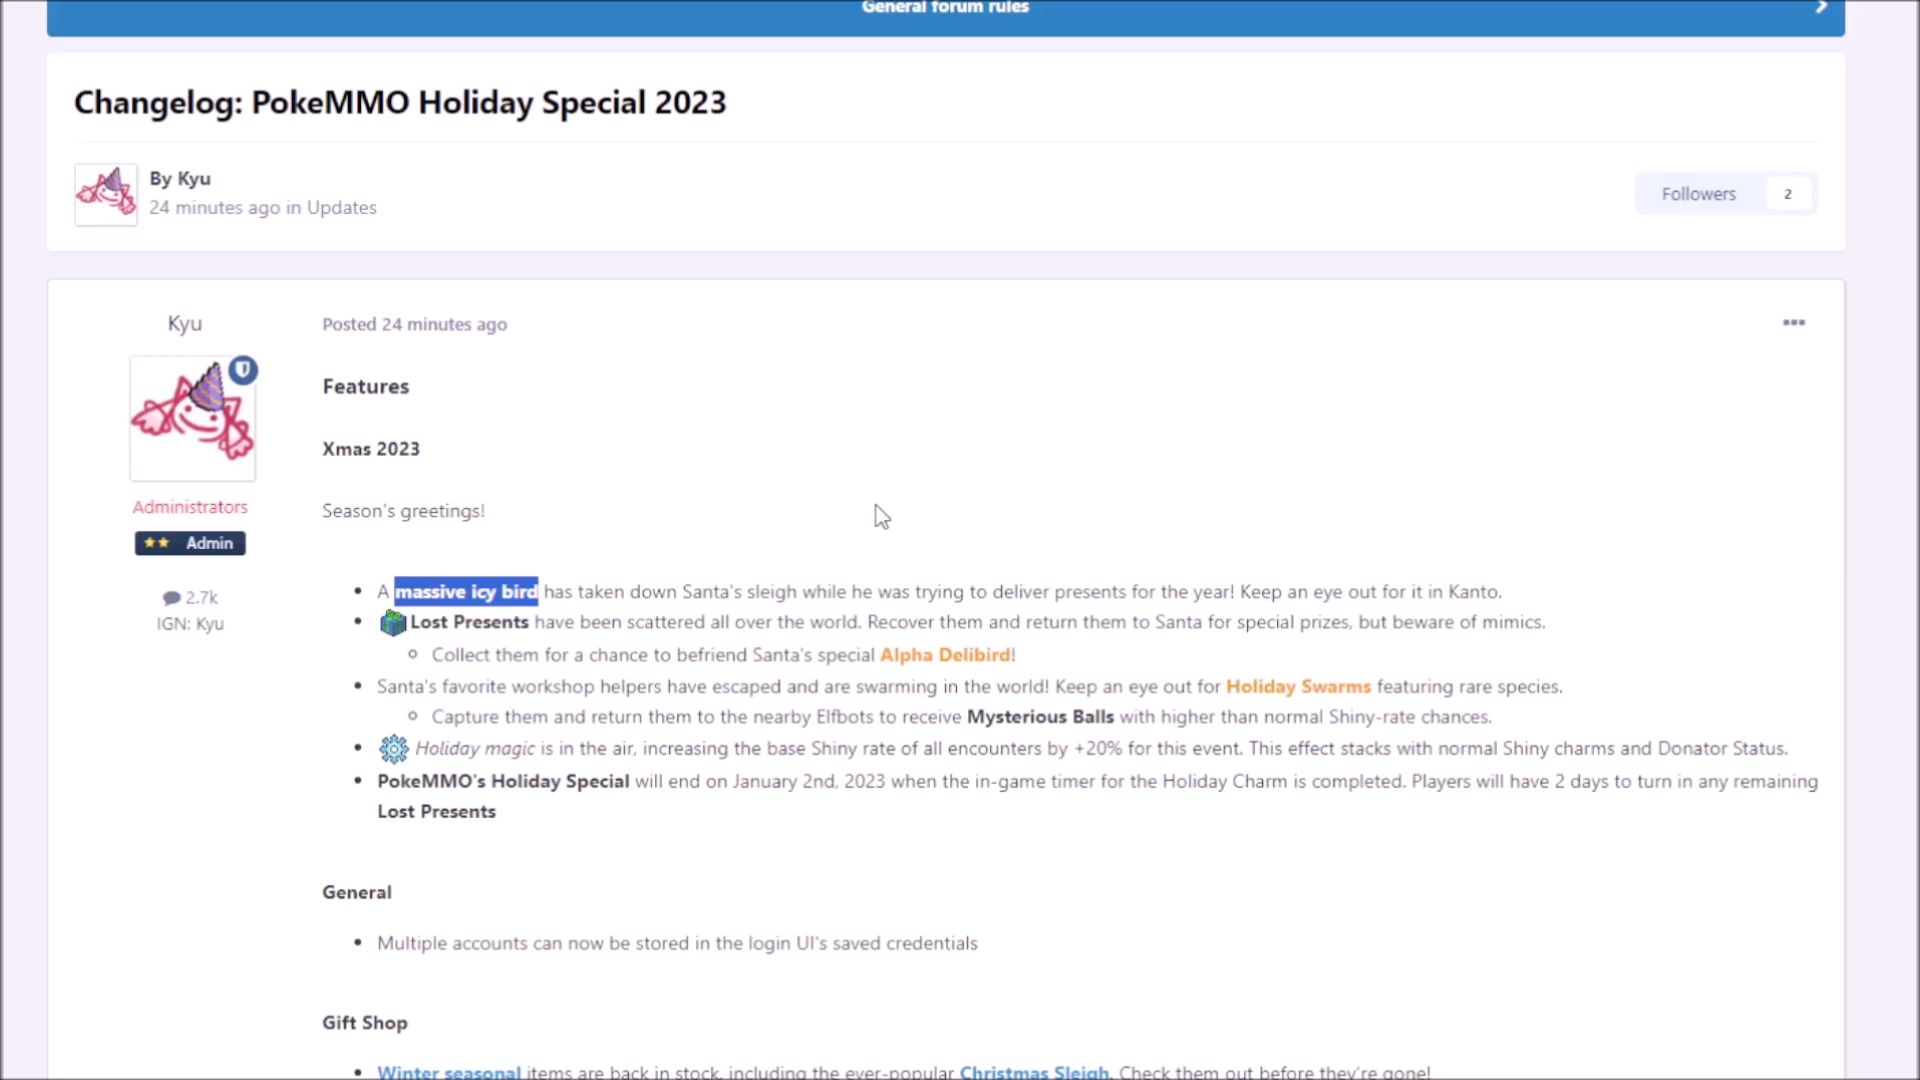 General forum rules
Changelog: PokeMMO Holiday Special 2023
By Kyu
24 minutes ago in Updates
Followers 2
Kyu
Posted 24 minutes ago
Features
Xmas 2023
Administrators
Season's greetings!
Admin
A massive icy bird has taken down Santa's sleigh while he was trying to deliver presents for the year! Keep an eye out for it in Kanto.
2.7k
IGN: Kyu
Lost Presents have been scattered all over the world. Recover them and return them to Santa for special prizes, but beware of mimics.
Collect them for a chance to befriend Santa's special Alpha Delibird!
Santa's favorite workshop helpers have escaped and are swarming in the world! Keep an eye out for Holiday Swarms featuring rare species.
Capture them and return them to the nearby Elfbots to receive Mysterious Balls with higher than normal Shiny-rate chances.
Holiday magic is in the air, increasing the base Shiny rate of all encounters by +20% for this event. This effect stacks with normal Shiny charms and Donator Status.
PokeMMO's Holiday Special will end on January 2nd, 2023 when the in-game timer for the Holiday Charm is completed. Players will have 2 days to turn in any remaining
Lost Presents
General
Multiple accounts can now be stored in the login UI's saved credentials
Gift Shop
Winter seasonal items are back in stock, including the ever-popular Christmas Sleigh. Check them out before they're gone!